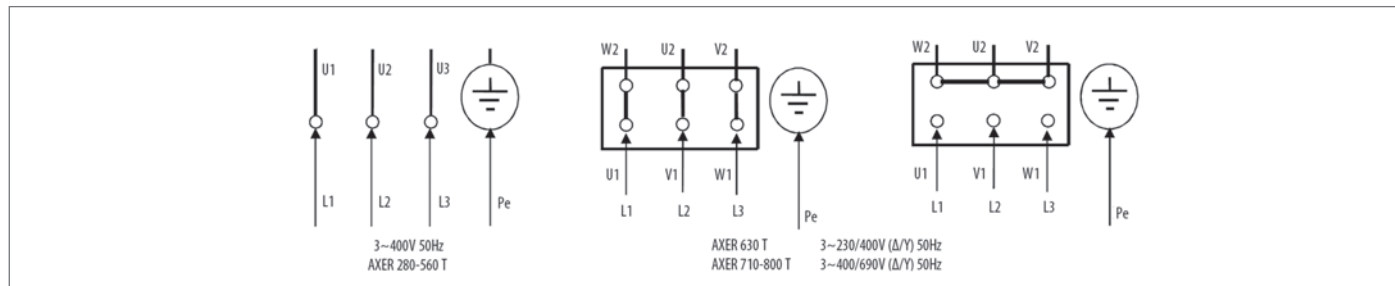 U1 U2 U3
L1 L2 L3 Pe
3~400V 50Hz
AXER 280-560 T
W2 U2 V2
U1 V1 W1
L1 L2 L3 Pe
W2 U2 V2
U1 V1 W1
L1 L2 L3 Pe
AXER 630 T 3~230/400V (Δ/Y) 50Hz
AXER 710-800 T 3~400/690V (Δ/Y) 50Hz